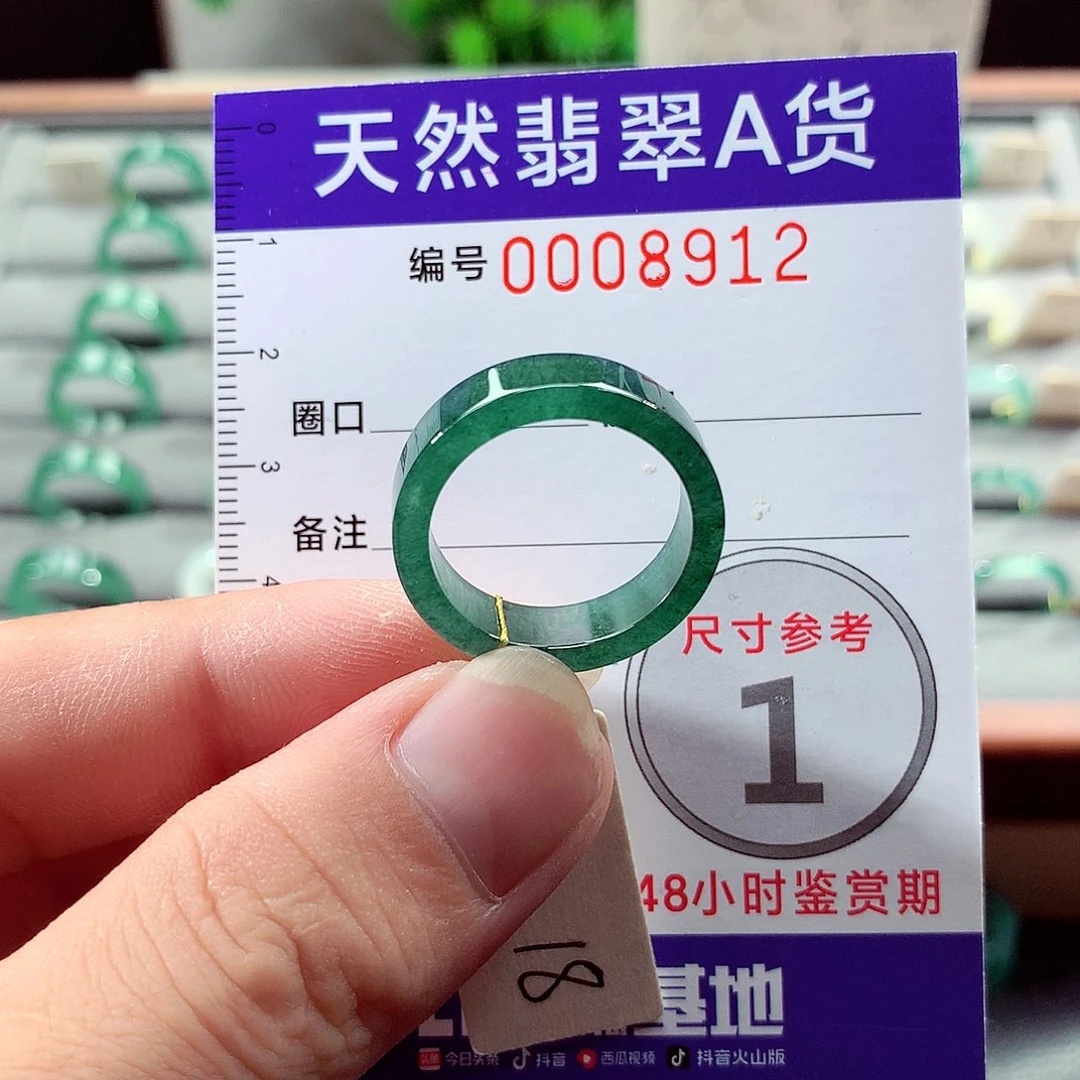 天然翡翠A货
编号 0008912
0
1
2
圈口
3
备注
4
尺寸参考
1
48小时鉴赏期
18
基地
今日头条 抖音 西瓜视频 抖音火山版